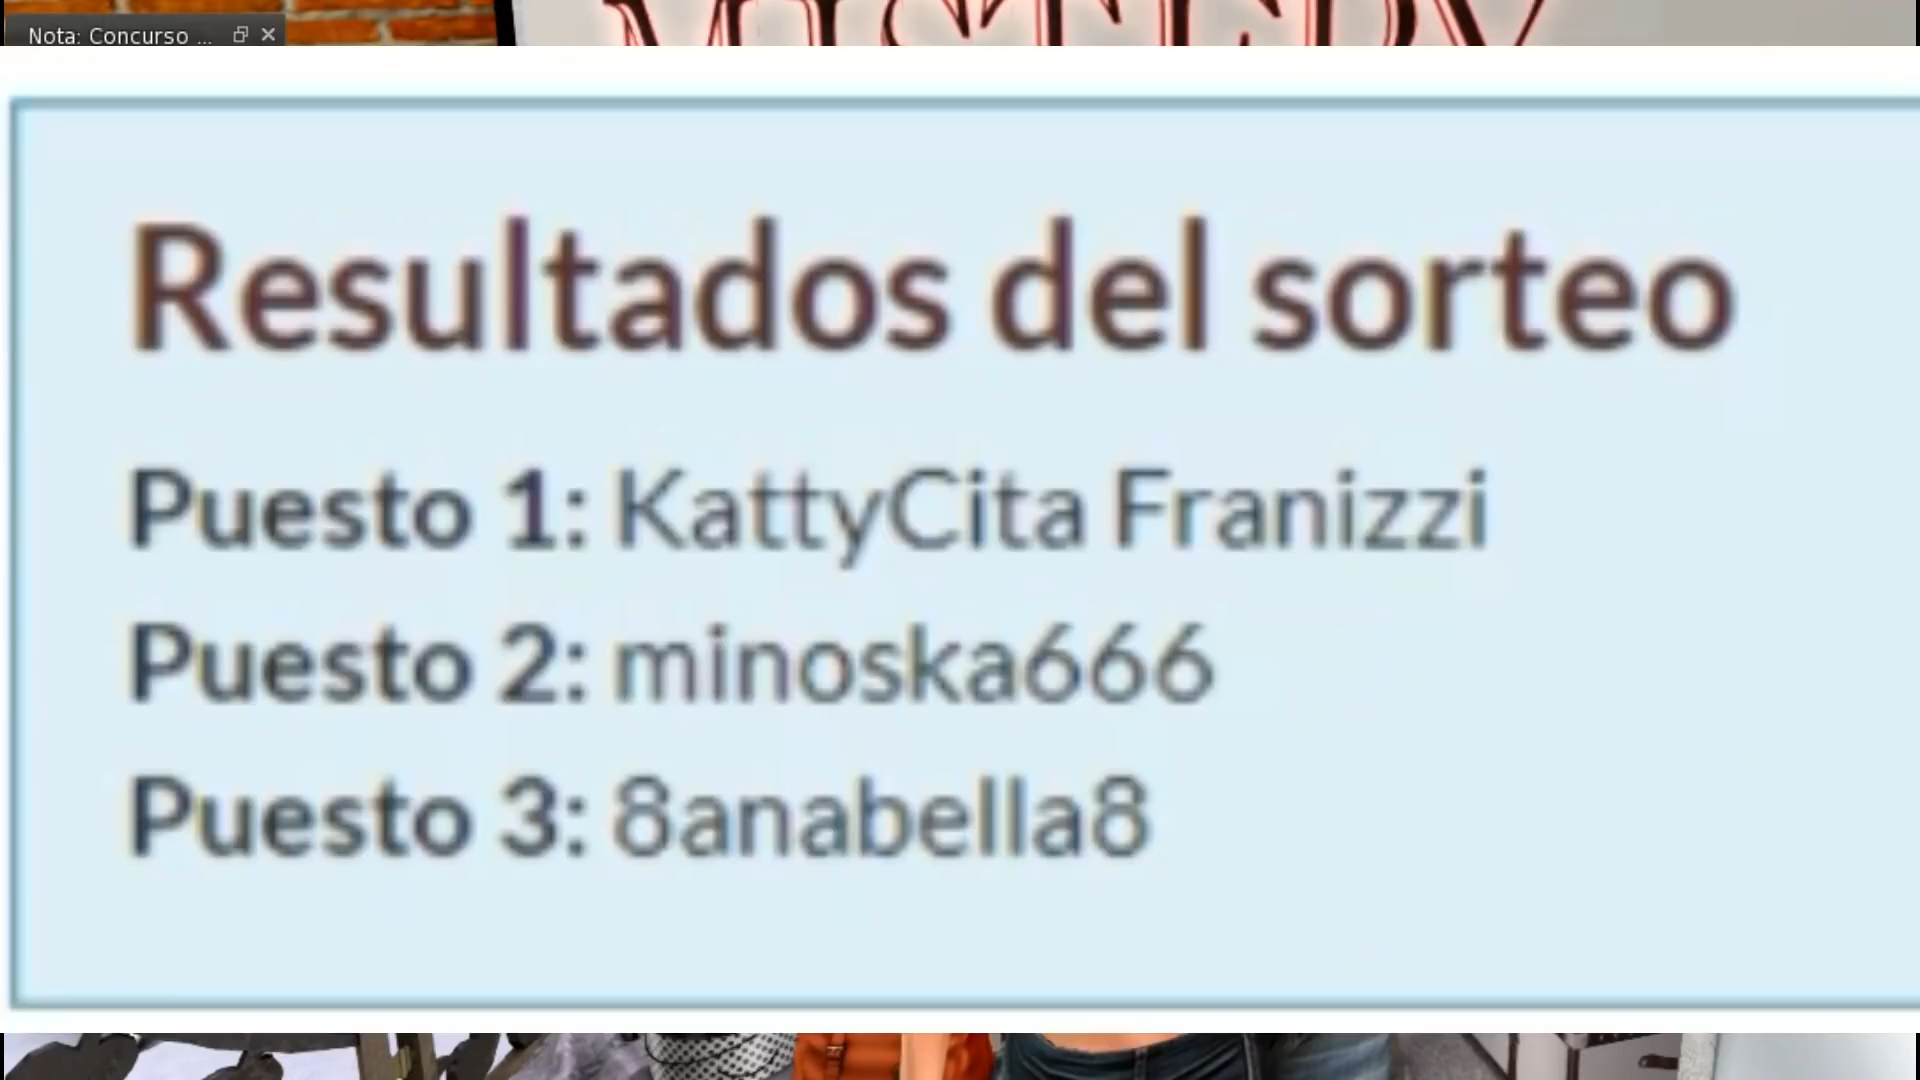 Nota: Concurso ...
Resultados del sorteo
Puesto 1: KattyCita Franizzi
Puesto 2: minoska666
Puesto 3: 8anabella8